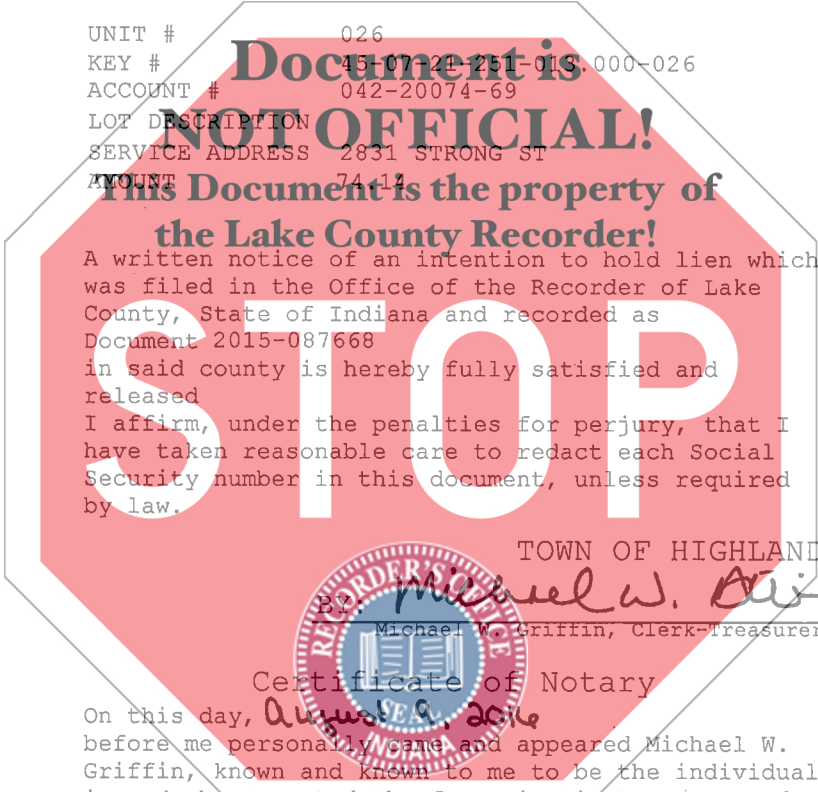 UNIT # 026
KEY # 45-07-21-251-013.000-026
ACCOUNT # 042-20074-69
LOT DESCRIPTION
SERVICE ADDRESS 2831 STRONG ST
AMOUNT 74.14
Document is
NOT OFFICIAL!
This Document is the property of
the Lake County Recorder!
A written notice of an intention to hold lien which
was filed in the Office of the Recorder of Lake
County, State of Indiana and recorded as
Document 2015-087668
in said county is hereby fully satisfied and
released
I affirm, under the penalties for perjury, that I
have taken reasonable care to redact each Social
Security number in this document, unless required
by law.
STOP
TOWN OF HIGHLAND
BY: Michael W.
Michael W. Griffin, Clerk-Treasurer
RECORDER'S OFFICE
SEAL
INDIANA
Certificate of Notary
On this day, August 9, 2016
before me personally came and appeared Michael W.
Griffin, known and known to me to be the individual